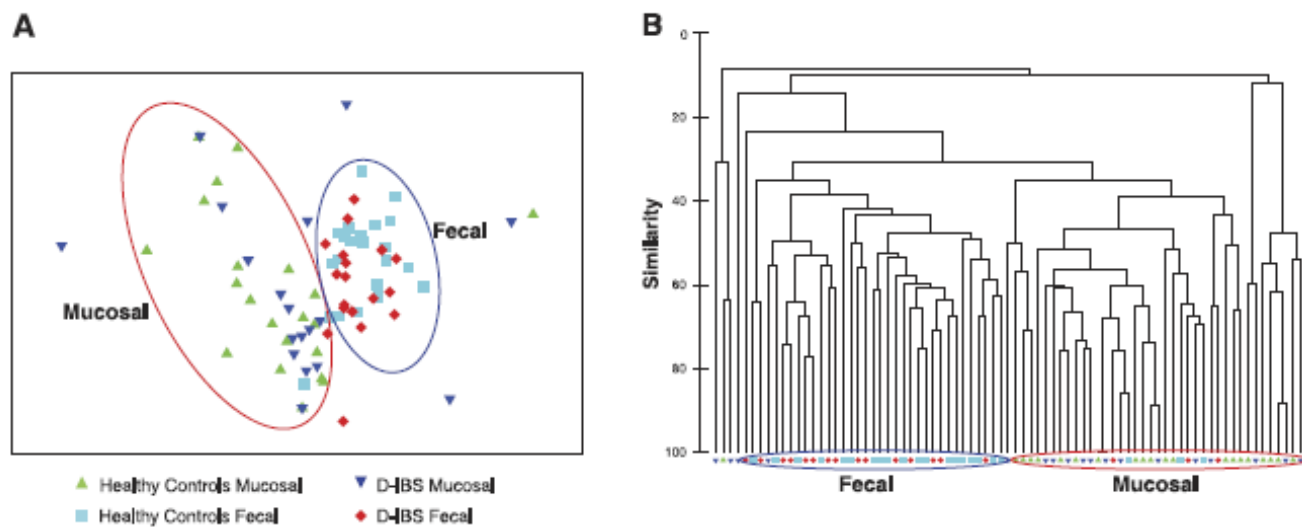 A
Mucosal
Fecal
Healthy Controls Mucosal
D-IBS Mucosal
Healthy Controls Fecal
D-IBS Fecal
B
Similarity
0
20
40
60
80
100
Fecal
Mucosal